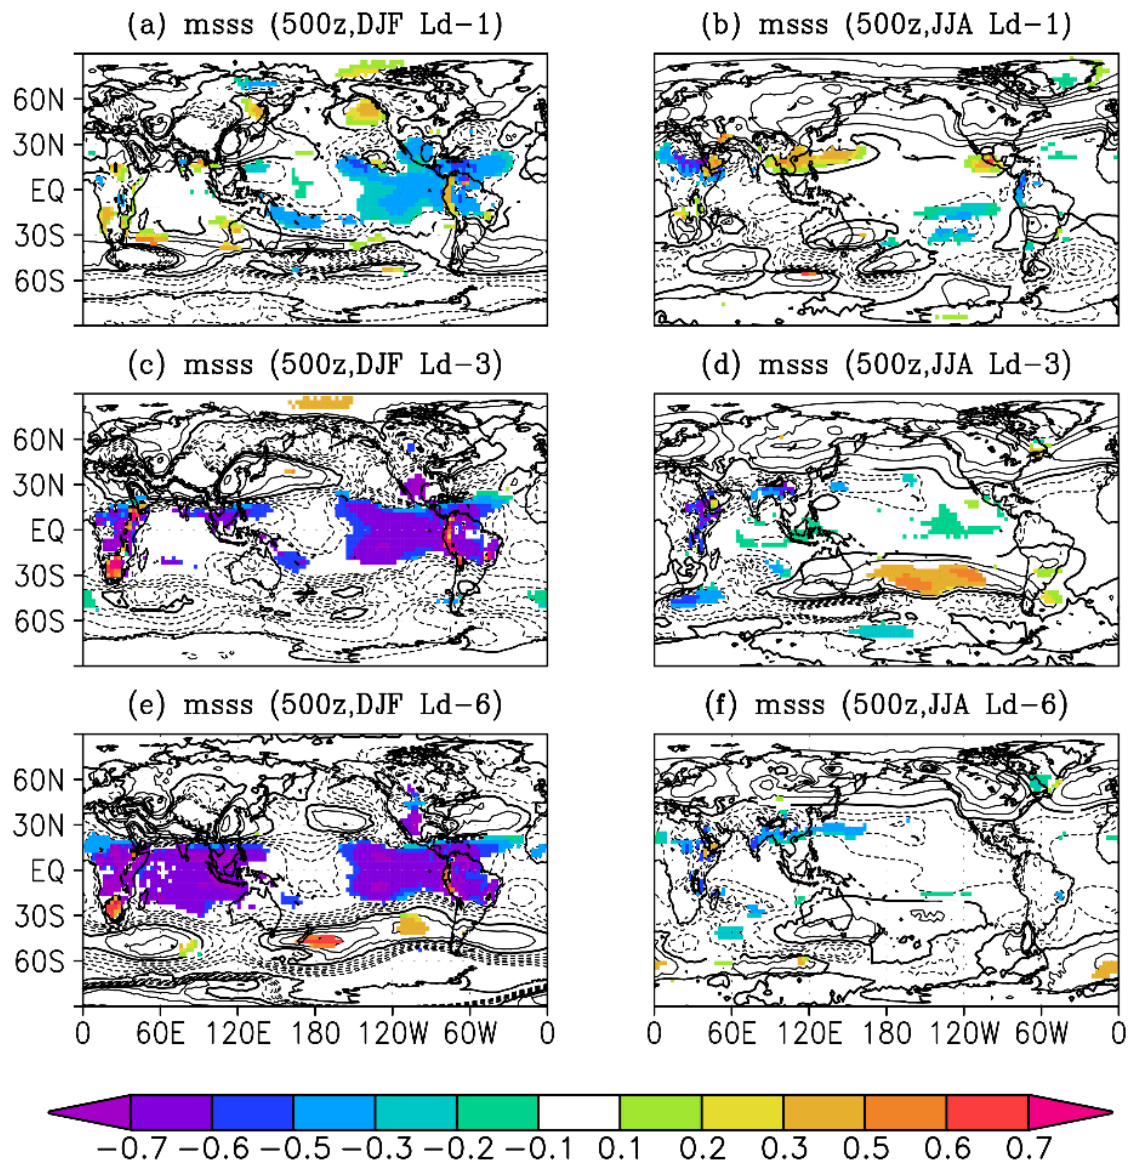 (a) msss (500z,DJF Ld-1) (b) msss (500z,JJA Ld-1)
60N
30N
EQ
30S
60S
(c) msss (500z,DJF Ld-3) (d) msss (500z,JJA Ld-3)
60N
30N
EQ
30S
60S
(e) msss (500z,DJF Ld-6) (f) msss (500z,JJA Ld-6)
60N
30N
EQ
30S
60S
0 60E 120E 180 120W 60W 0 0 60E 120E 180 120W 60W 0
-0.7 -0.6 -0.5 -0.3 -0.2 -0.1 0.1 0.2 0.3 0.5 0.6 0.7